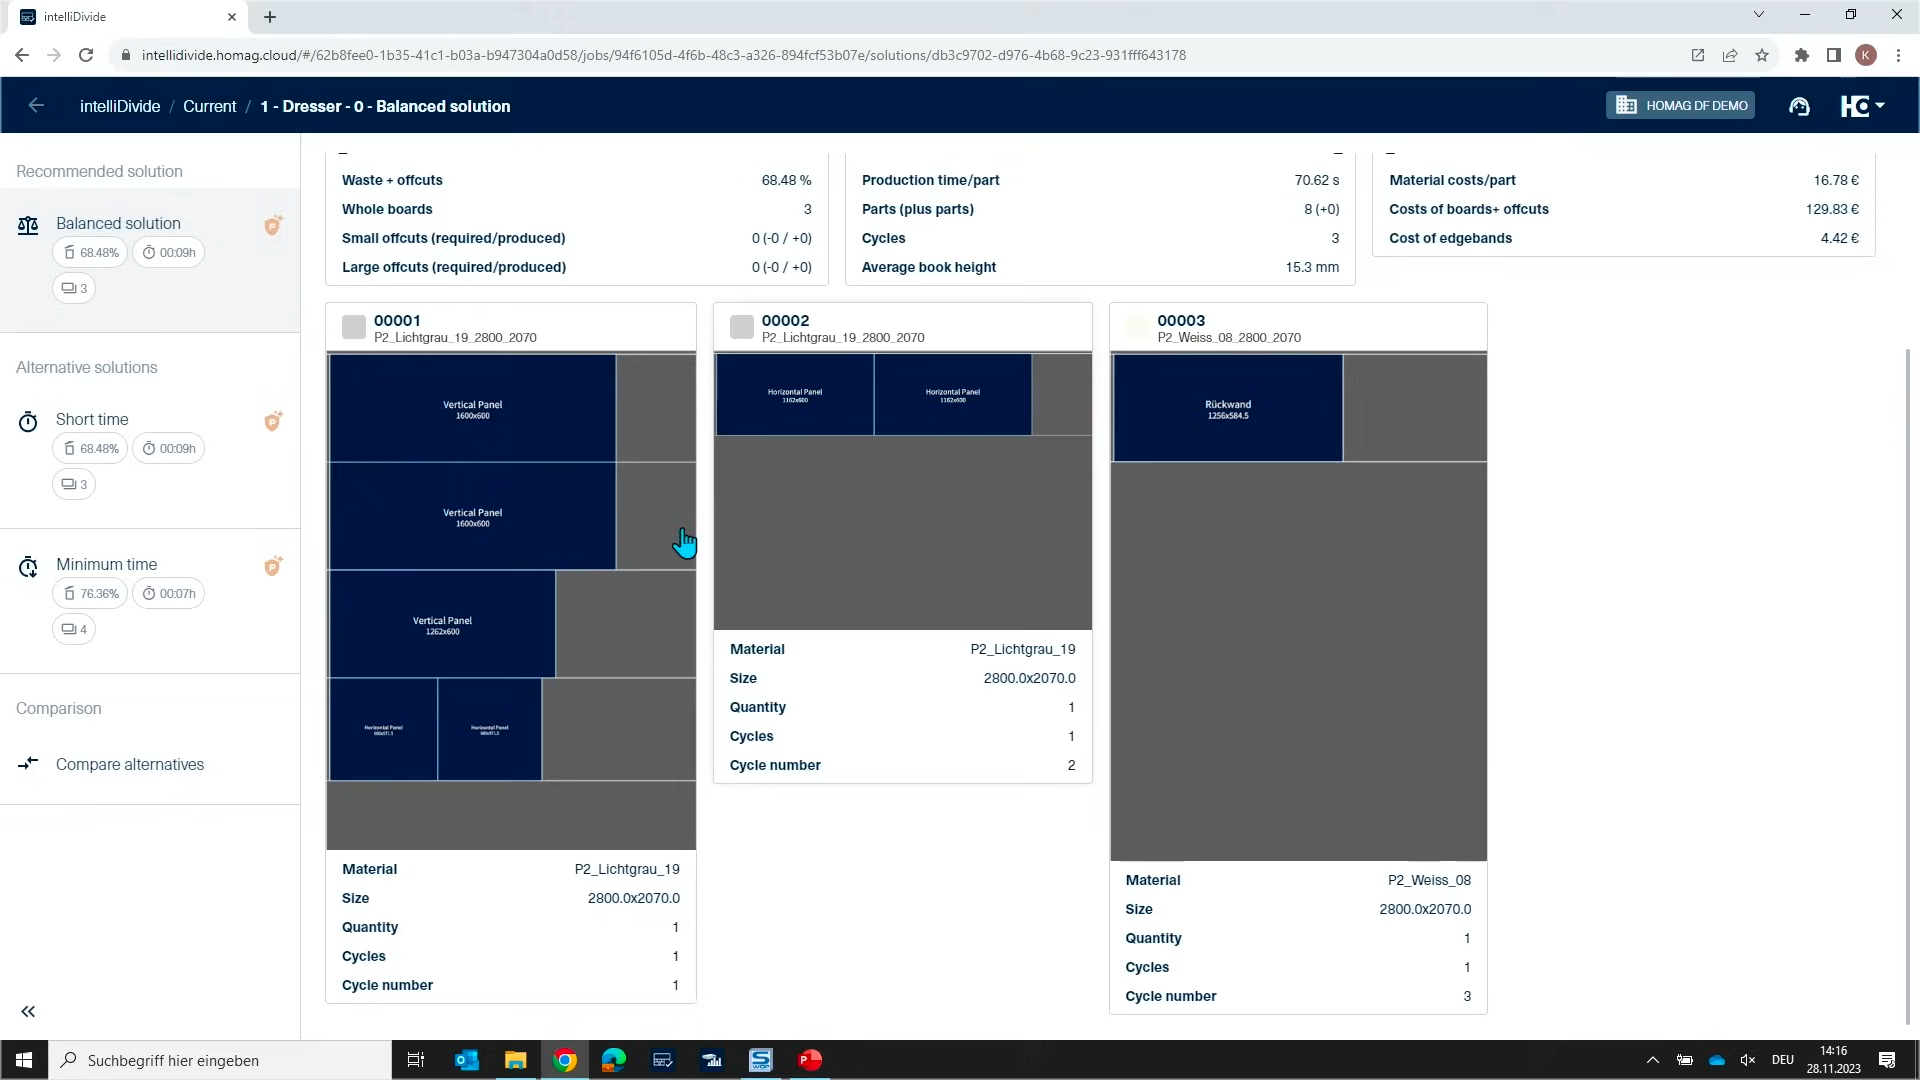 intelliDivide
intellidivide.homag.cloud/#/62b8fee0-1b35-41c1-b03a-b947304a0d58/jobs/94f6105d-4f6b-48c3-a326-894fcf53b07e/solutions/db3c9702-d976-4b68-9c23-931fff643178
K
intelliDivide / Current / 1 - Dresser - 0 - Balanced solution
HOMAG DF DEMO
Recommended solution
Balanced solution
68.48%
00:09h
3
Alternative solutions
Short time
68.48%
00:09h
3
Minimum time
76.36%
00:07h
4
Comparison
Compare alternatives
Waste + offcuts 68.48 %
Whole boards 3
Small offcuts (required/produced) 0 (-0 / +0)
Large offcuts (required/produced) 0 (-0 / +0)
Production time/part 70.62 s
Parts (plus parts) 8 (+0)
Cycles 3
Average book height 15.3 mm
Material costs/part 16.78 €
Costs of boards+ offcuts 129.83 €
Cost of edgebands 4.42 €
00001
P2_Lichtgrau_19_2800_2070
Vertical Panel
1600x600
Vertical Panel
1600x600
Vertical Panel
1262x600
Horizontal Panel
Horizontal Panel
Material P2_Lichtgrau_19
Size 2800.0x2070.0
Quantity 1
Cycles 1
Cycle number 1
00002
P2_Lichtgrau_19_2800_2070
Horizontal Panel
1162x600
Horizontal Panel
1162x600
Material P2_Lichtgrau_19
Size 2800.0x2070.0
Quantity 1
Cycles 1
Cycle number 2
00003
P2_Weiss_08_2800_2070
Rückwand
1256x584.5
Material P2_Weiss_08
Size 2800.0x2070.0
Quantity 1
Cycles 1
Cycle number 3
Suchbegriff hier eingeben
DEU
14:16
28.11.2023